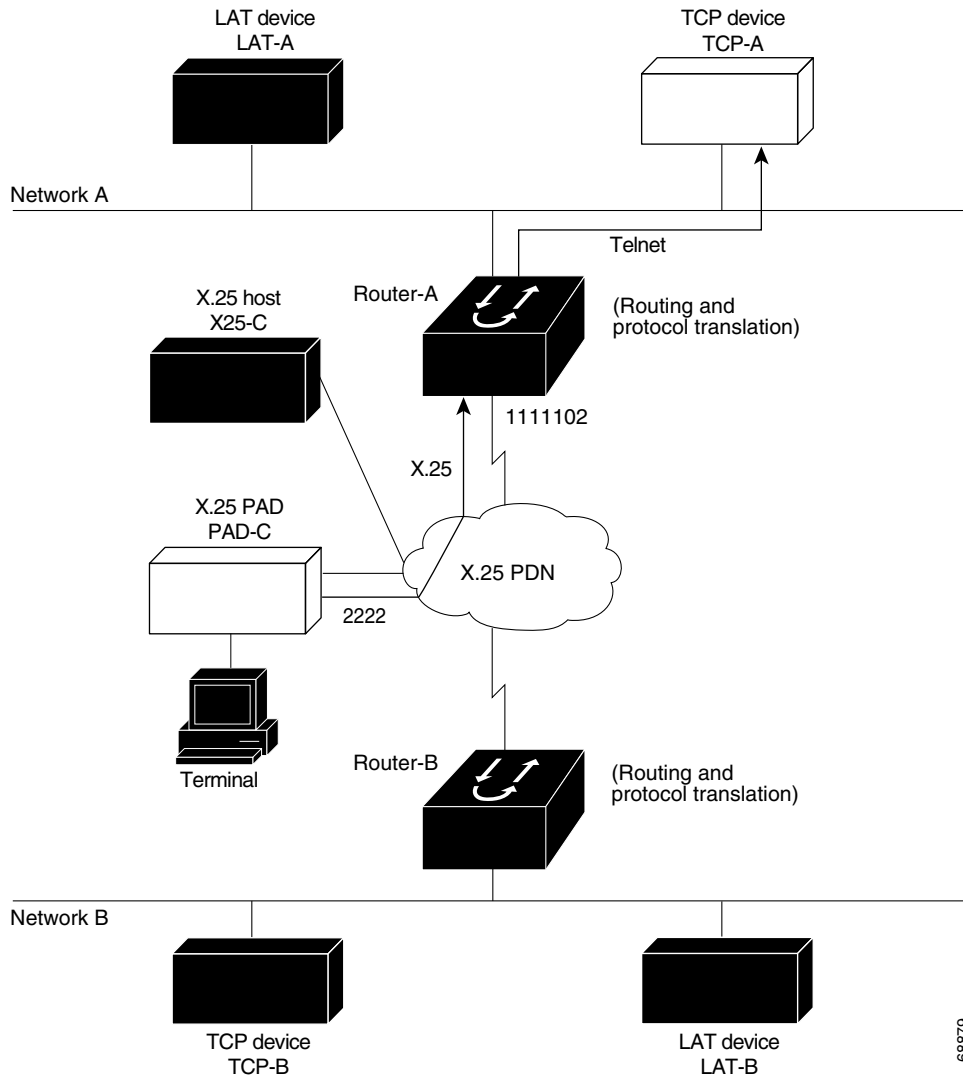 LAT device
LAT-A
TCP device
TCP-A
Network A
Telnet
Router-A
(Routing and
protocol translation)
X.25 host
X25-C
1111102
X.25
X.25 PAD
PAD-C
X.25 PDN
2222
Terminal
Router-B
(Routing and
protocol translation)
Network B
TCP device
TCP-B
LAT device
LAT-B
68879